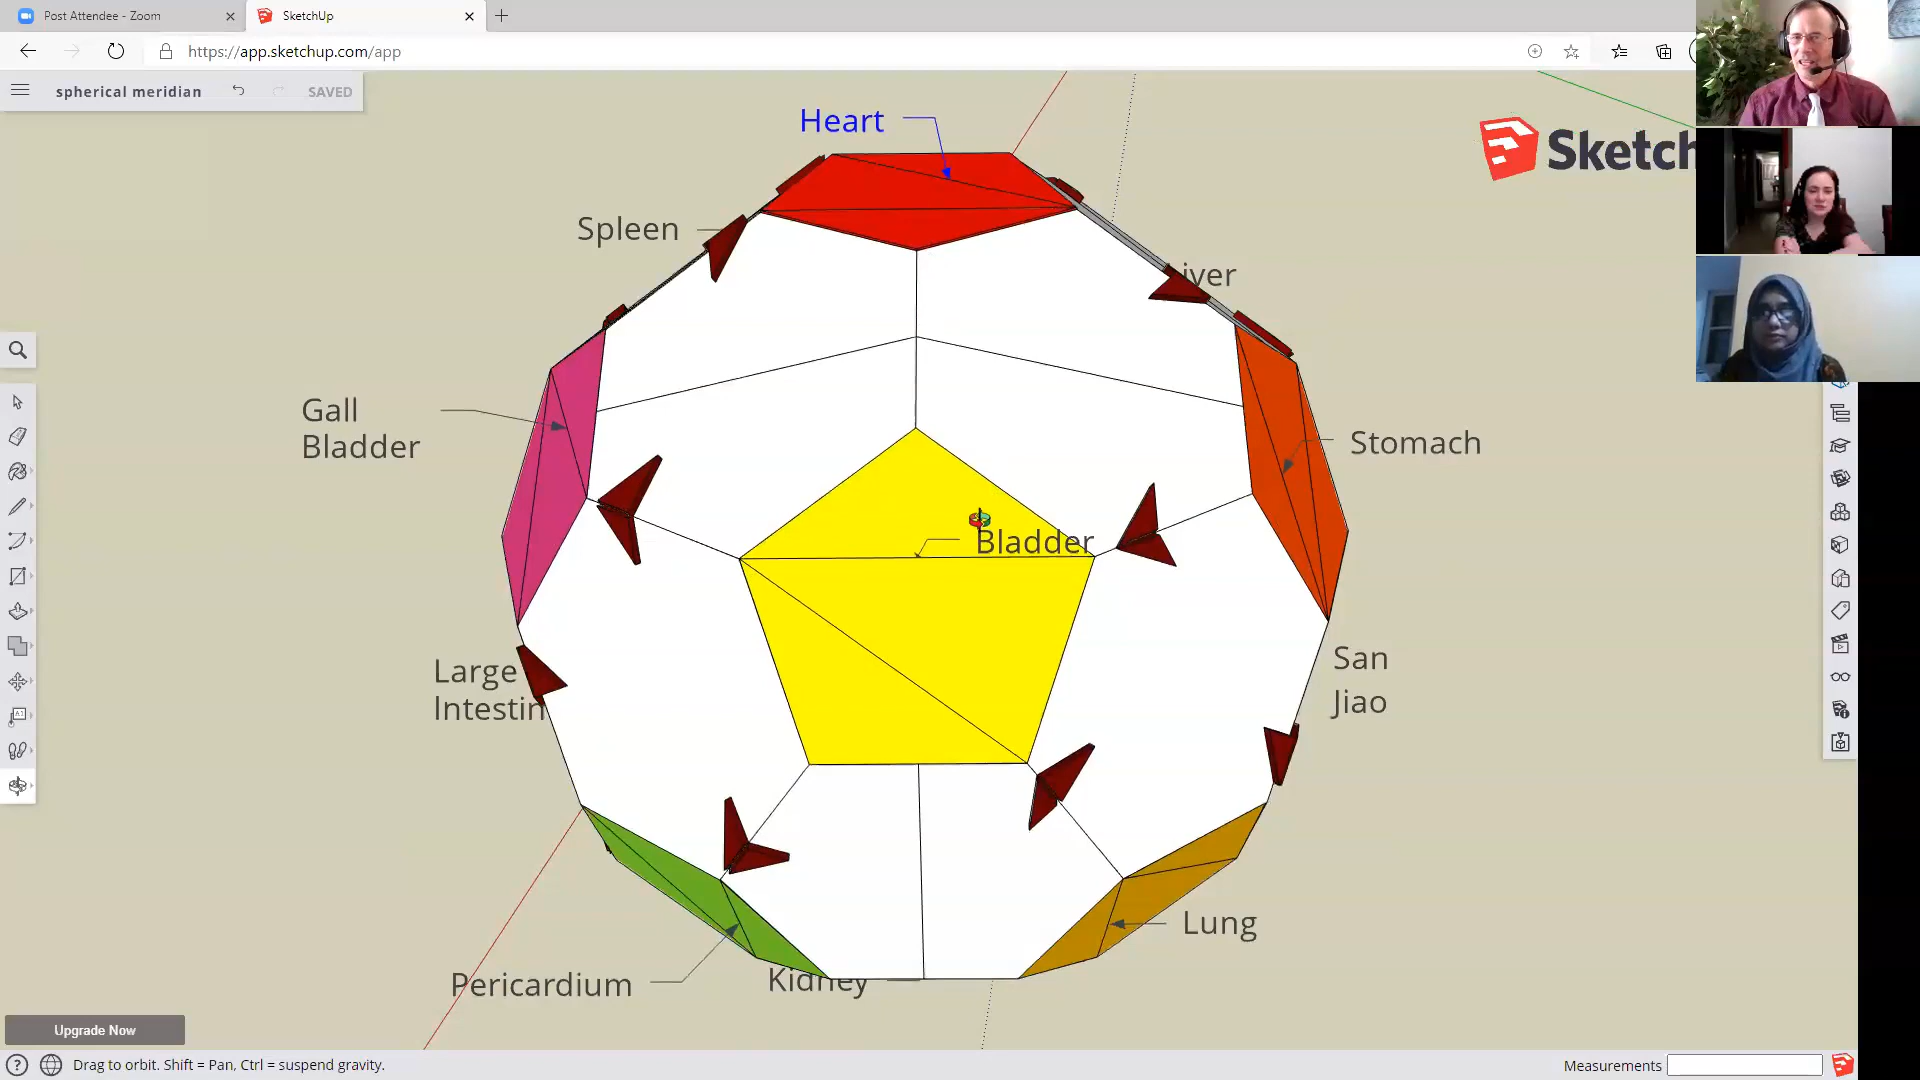 Post Attendee - Zoom
SketchUp
https://app.sketchup.com/app
spherical meridian
SAVED
Heart
Sketch
Spleen
iver
Gall
Bladder
Stomach
Bladder
Large
Intestin
San
Jiao
Lung
Pericardium
Kidney
Upgrade Now
Drag to orbit. Shift = Pan, Ctrl = suspend gravity.
Measurements